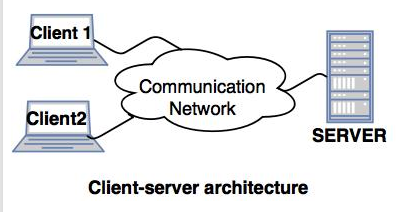 Client 1
Communication
Network
Client2
SERVER
Client-server architecture